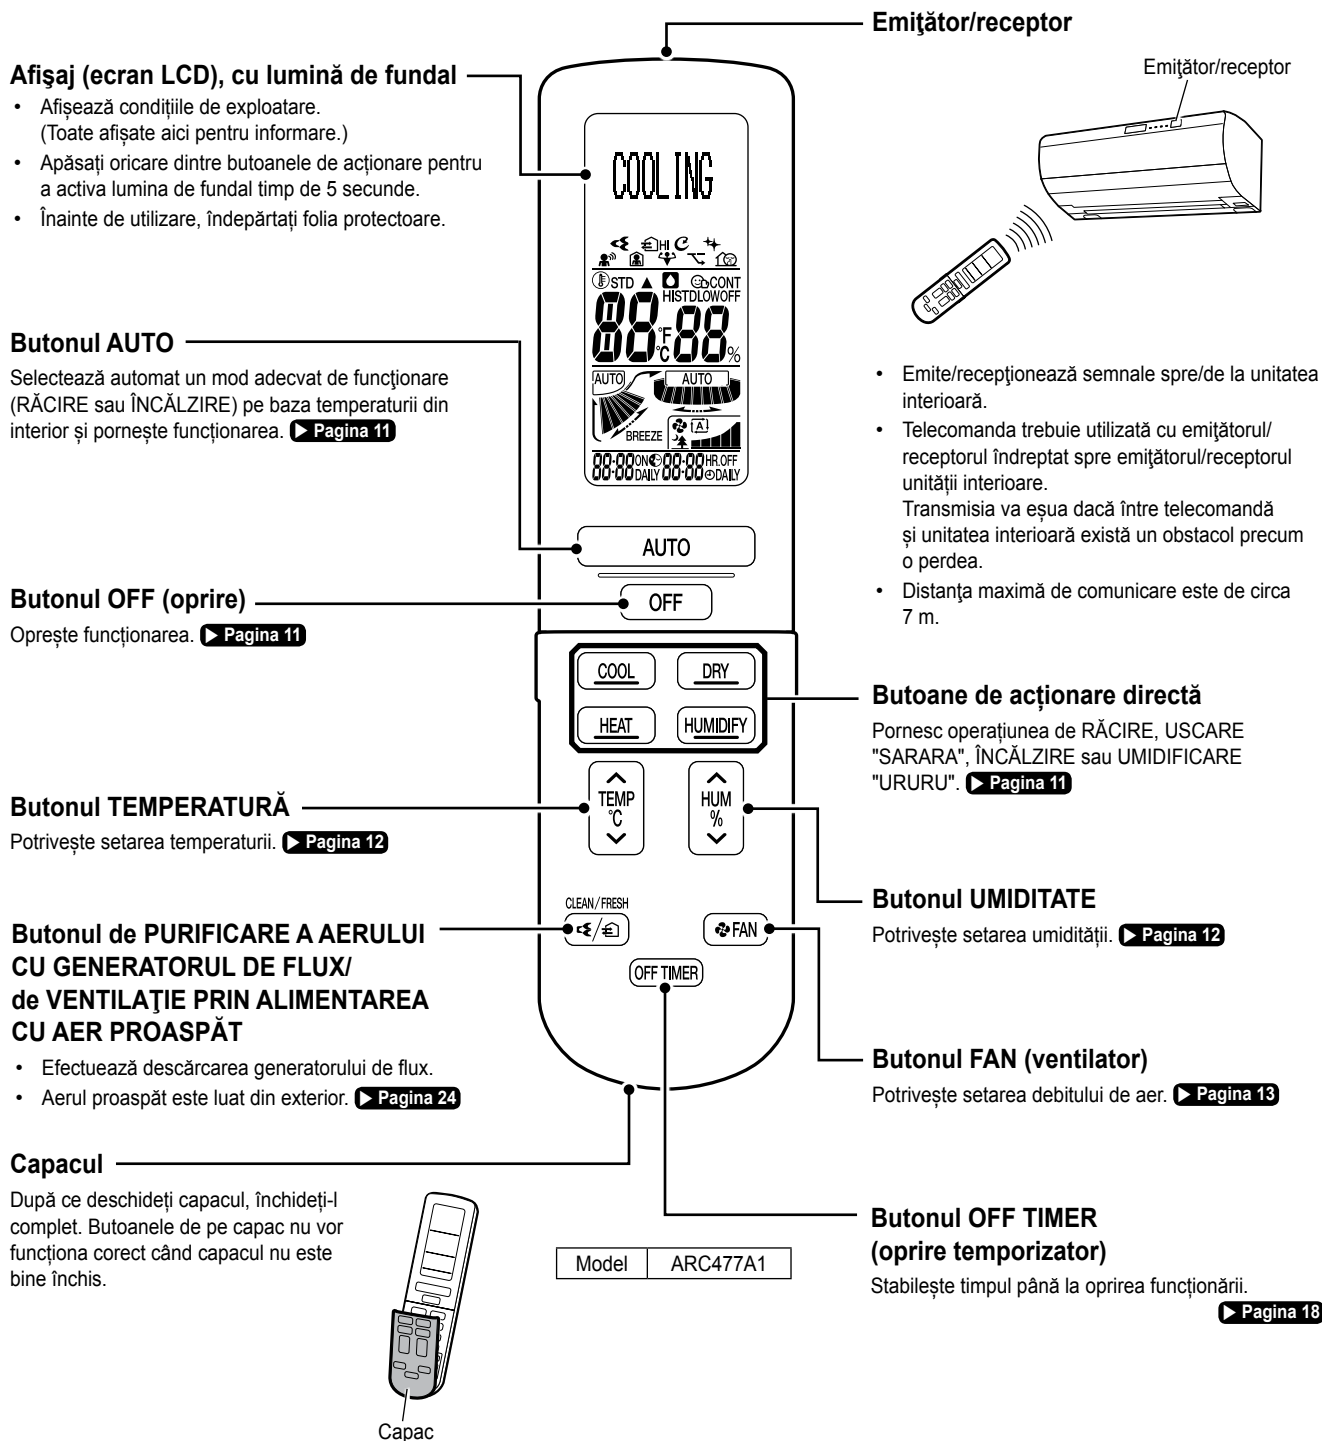 Emiţător/receptor
Afişaj (ecran LCD), cu lumină de fundal
• Afișează condițiile de exploatare.
(Toate afișate aici pentru informare.)
• Apăsați oricare dintre butoanele de acționare pentru
a activa lumina de fundal timp de 5 secunde.
• Înainte de utilizare, îndepărtați folia protectoare.
Butonul AUTO
Selectează automat un mod adecvat de funcţionare
(RĂCIRE sau ÎNCĂLZIRE) pe baza temperaturii din
interior și pornește funcționarea. ▶ Pagina 11
Butonul OFF (oprire)
Oprește funcționarea. ▶ Pagina 11
Butonul TEMPERATURĂ
Potrivește setarea temperaturii. ▶ Pagina 12
Butonul de PURIFICARE A AERULUI
CU GENERATORUL DE FLUX/
de VENTILAŢIE PRIN ALIMENTAREA
CU AER PROASPĂT
• Efectuează descărcarea generatorului de flux.
• Aerul proaspăt este luat din exterior. ▶ Pagina 24
Capacul
După ce deschideți capacul, închideți-l
complet. Butoanele de pe capac nu vor
funcționa corect când capacul nu este
bine închis.
Capac
COOLING
HI
STD ▲ CONT
HISTDLOWOFF
88 °F °C 88 %
AUTO AUTO
BREEZE A
88:88 ON 88:88 HR.OFF
DAILY DAILY
AUTO
OFF
COOL DRY
HEAT HUMIDIFY
TEMP HUM
°C %
CLEAN/FRESH
FAN
OFF TIMER
Model ARC477A1
Emiţător/receptor
• Emite/recepţionează semnale spre/de la unitatea
interioară.
• Telecomanda trebuie utilizată cu emiţătorul/
receptorul îndreptat spre emiţătorul/receptorul
unității interioare.
Transmisia va eșua dacă între telecomandă
și unitatea interioară există un obstacol precum
o perdea.
• Distanţa maximă de comunicare este de circa
7 m.
Butoane de acționare directă
Pornesc operațiunea de RĂCIRE, USCARE
"SARARA", ÎNCĂLZIRE sau UMIDIFICARE
"URURU". ▶ Pagina 11
Butonul UMIDITATE
Potrivește setarea umidității. ▶ Pagina 12
Butonul FAN (ventilator)
Potrivește setarea debitului de aer. ▶ Pagina 13
Butonul OFF TIMER
(oprire temporizator)
Stabilește timpul până la oprirea funcționării.
▶ Pagina 18